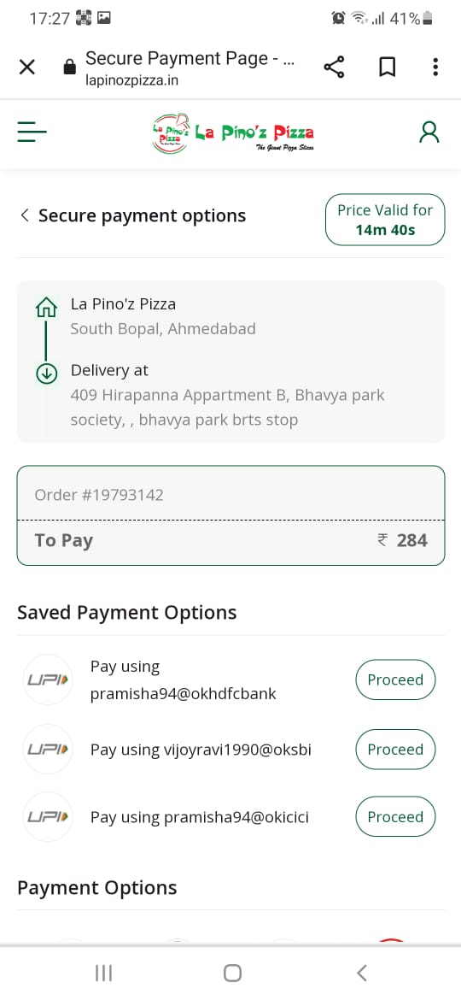 17:27 41%
Secure Payment Page - ...
lapinozpizza.in
La Pino'z Pizza La Pino'z Pizza
The Giant Pizza Slices
Secure payment options
Price Valid for
14m 40s
La Pino'z Pizza
South Bopal, Ahmedabad
Delivery at
409 Hirapanna Appartment B, Bhavya park
society, , bhavya park brts stop
Order #19793142
To Pay ₹ 284
Saved Payment Options
UPI Pay using
pramisha94@okhdfcbank Proceed
UPI Pay using vijoyravi1990@oksbi Proceed
UPI Pay using pramisha94@okicici Proceed
Payment Options